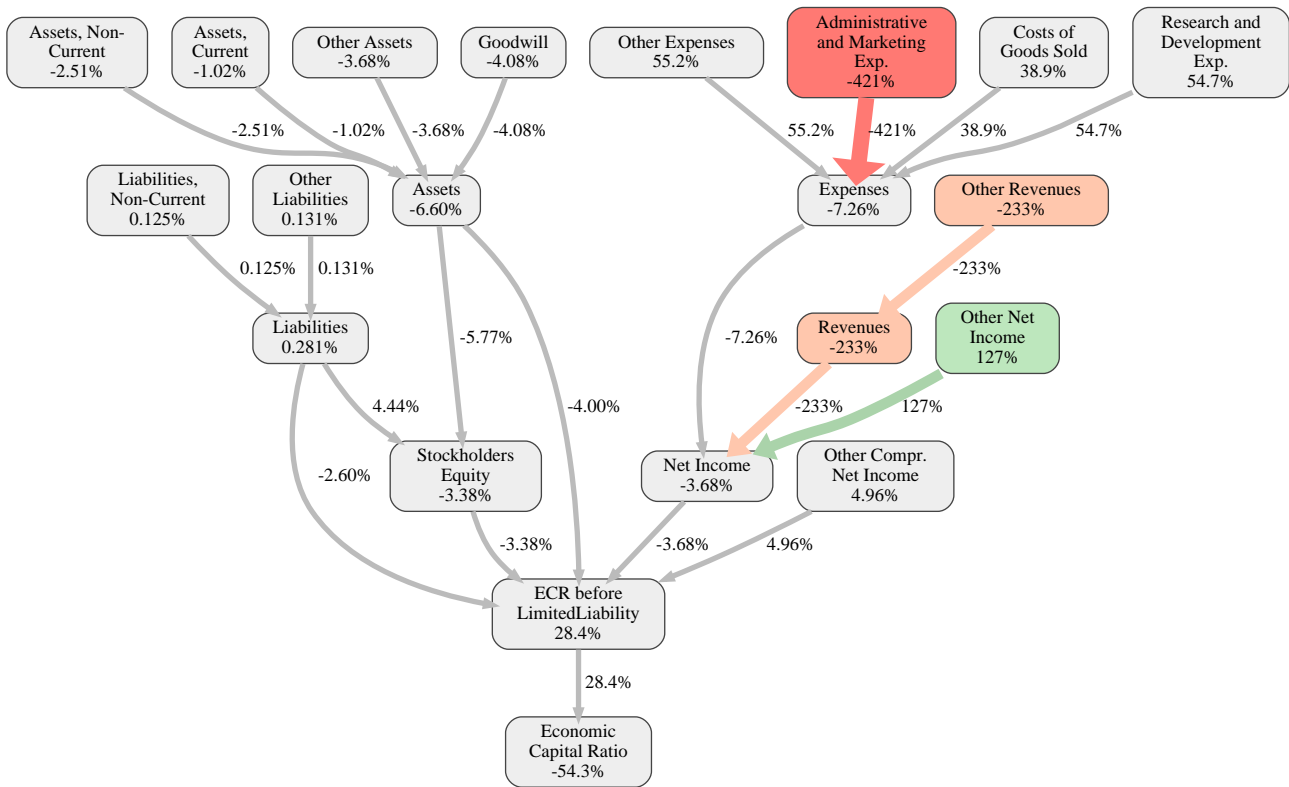 Assets, Non-
Current
-2.51%
Assets,
Current
-1.02%
Other Assets
-3.68%
Goodwill
-4.08%
Other Expenses
55.2%
Administrative
and Marketing
Exp.
-421%
Costs of
Goods Sold
38.9%
Research and
Development
Exp.
54.7%
-2.51%
-1.02%
-3.68%
-4.08%
55.2%
-421%
38.9%
54.7%
Liabilities,
Non-Current
0.125%
Other
Liabilities
0.131%
Assets
-6.60%
Expenses
-7.26%
Other Revenues
-233%
0.125%
0.131%
-233%
Liabilities
0.281%
-5.77%
-7.26%
Revenues
-233%
Other Net
Income
127%
4.44%
-4.00%
-233%
127%
-2.60%
Stockholders
Equity
-3.38%
Net Income
-3.68%
Other Compr.
Net Income
4.96%
-3.38%
-3.68%
4.96%
ECR before
LimitedLiability
28.4%
28.4%
Economic
Capital Ratio
-54.3%